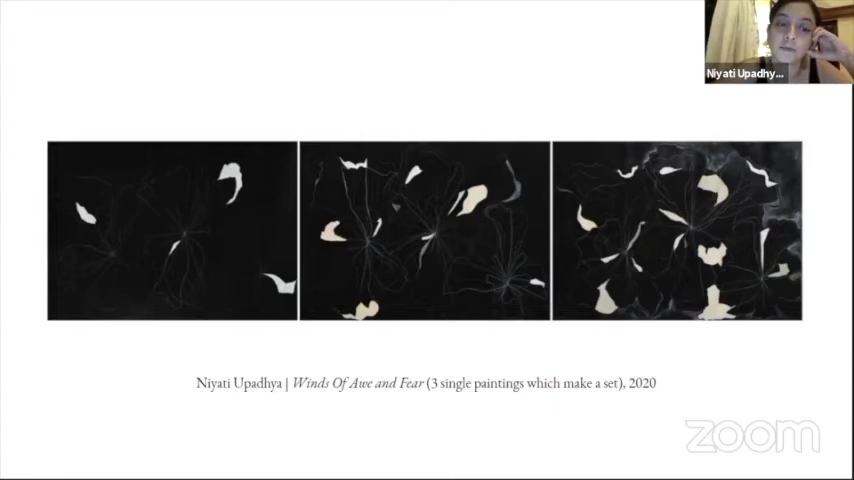 Niyati Upadhy...
Niyati Upadhya | Winds Of Awe and Fear (3 single paintings which make a set), 2020
zoom